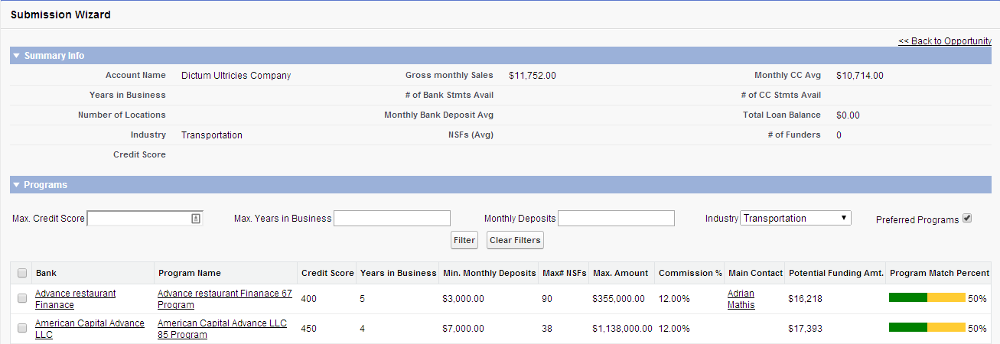 Submission Wizard
<< Back to Opportunity
Summary Info
Account Name Dictum Ultricies Company Gross monthly Sales $11,752.00 Monthly CC Avg $10,714.00
Years in Business # of Bank Stmts Avail # of CC Stmts Avail
Number of Locations Monthly Bank Deposit Avg Total Loan Balance $0.00
Industry Transportation NSFs (Avg) # of Funders 0
Credit Score
Programs
Max. Credit Score Max. Years in Business Monthly Deposits Industry Transportation Preferred Programs
Filter Clear Filters
Bank Program Name Credit Score Years in Business Min. Monthly Deposits Max# NSFs Max. Amount Commission % Main Contact Potential Funding Amt. Program Match Percent
Advance restaurant Advance restaurant Finanace 67 Adrian
Finanace Program 400 5 $3,000.00 90 $355,000.00 12.00% Mathis $16,218 50%
American Capital Advance American Capital Advance LLC
LLC 85 Program 450 4 $7,000.00 38 $1,138,000.00 12.00% $17,393 50%